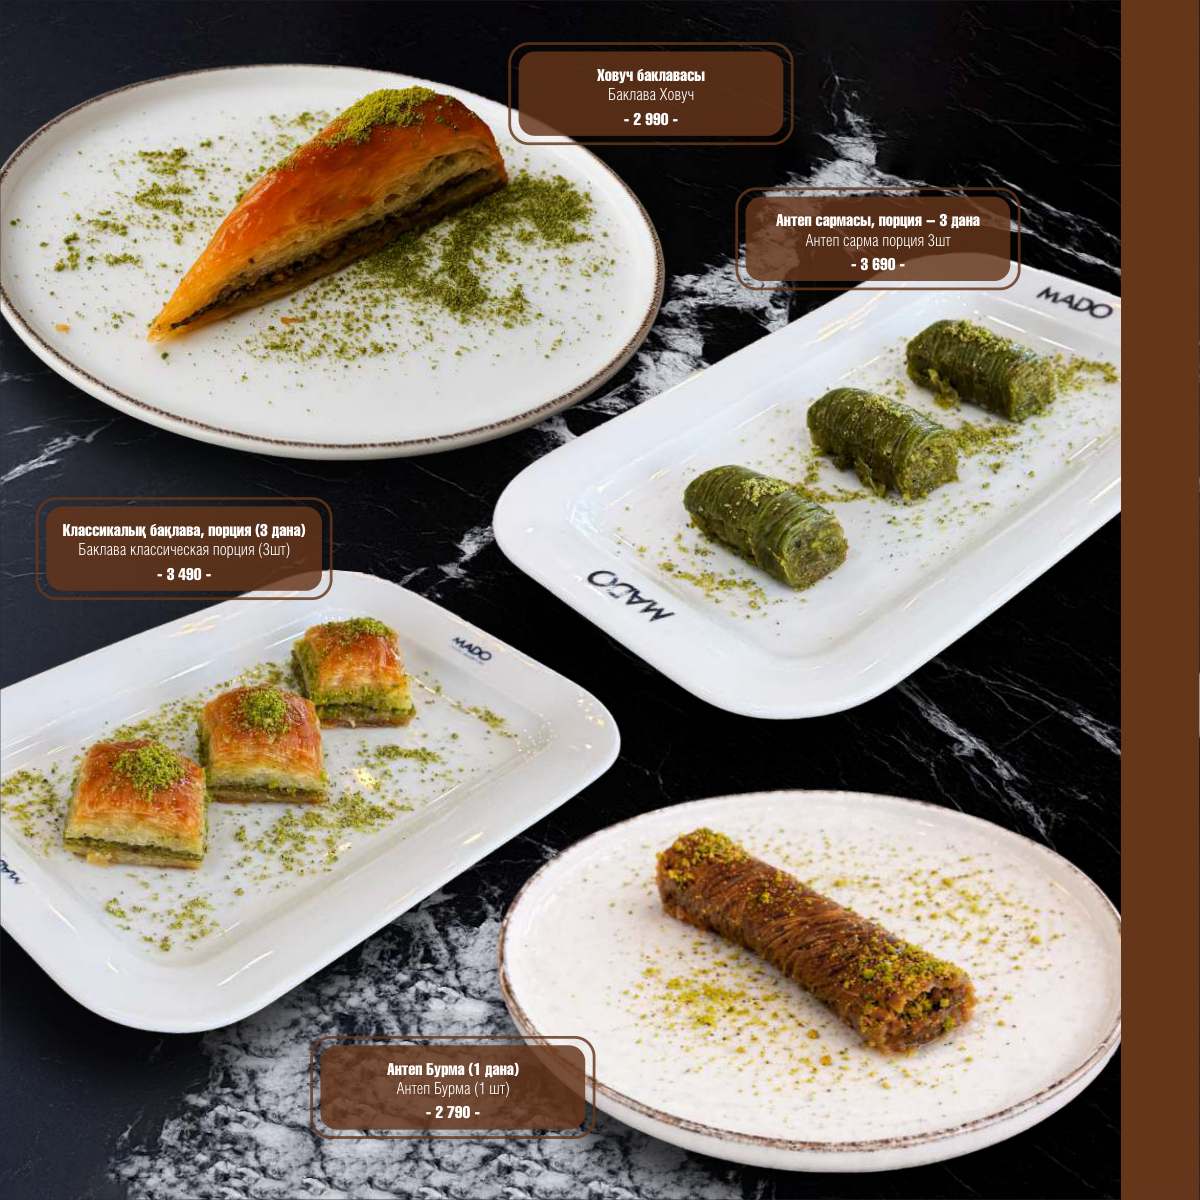 Ховуч баклавасы
Баклава Ховуч
- 2 990 -
Антеп сармасы, порция – 3 дана
Антеп сарма порция 3шт
- 3 690 -
MADO
MADO
Классикалық бақлава, порция (3 дана)
Баклава классическая порция (3шт)
- 3 490 -
MADO
MADO
Антеп Бурма (1 дана)
Антеп Бурма (1 шт)
- 2 790 -